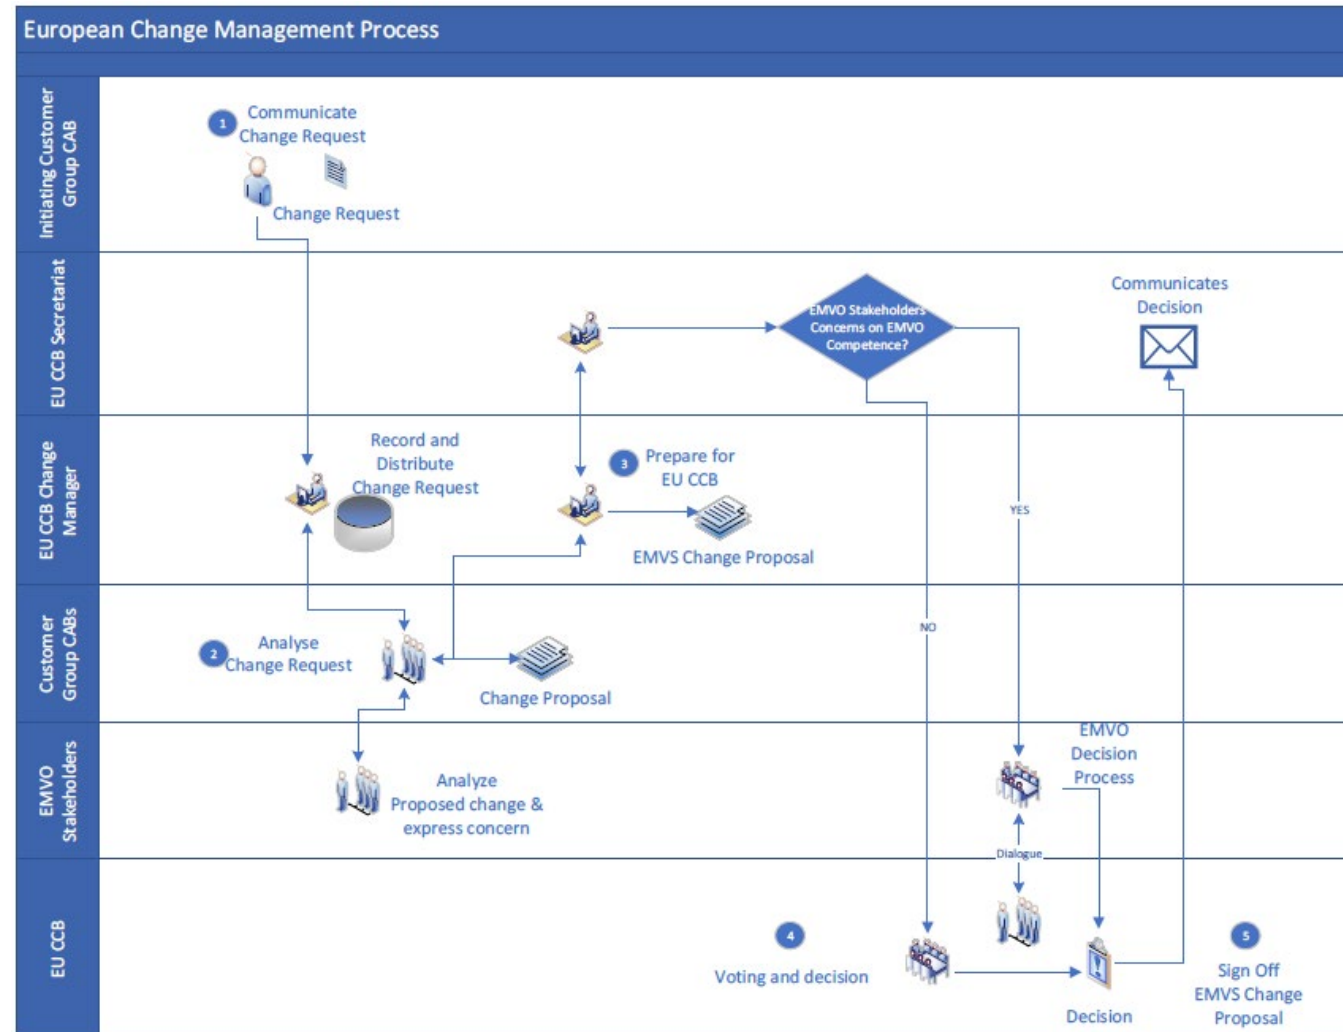 European Change Management Process
Initiating Customer
Group CAB
1
Communicate
Change Request
Change Request
EU CCB Secretariat
EMVO Stakeholders
Concerns on EMVO
Competence?
Communicates
Decision
EU CCB Change
Manager
Record and
Distribute
Change Request
3
Prepare for
EU CCB
EMVS Change Proposal
YES
Customer
Group CABs
2
Analyse
Change Request
Change Proposal
NO
EMVO
Stakeholders
Analyze
Proposed change &
express concern
EMVO
Decision
Process
Dialogue
EU CCB
4
Voting and decision
Decision
5
Sign Off
EMVS Change
Proposal